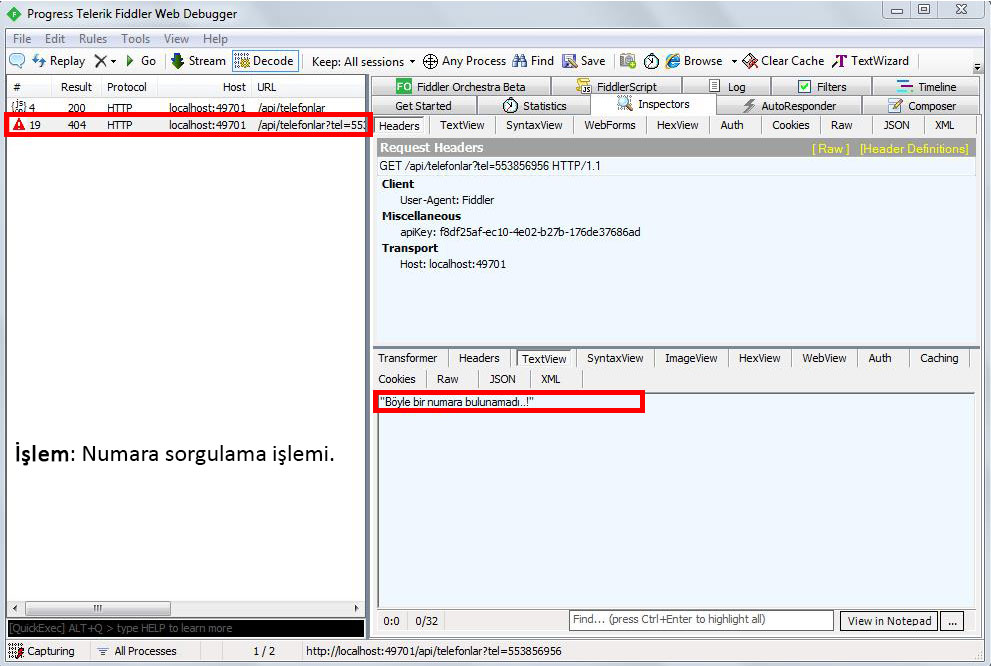 Progress Telerik Fiddler Web Debugger
File Edit Rules Tools View Help
Replay Go Stream Decode Keep: All sessions Any Process Find Save Browse Clear Cache TextWizard
# Result Protocol Host URL
4 200 HTTP localhost:49701 /api/telefonlar
19 404 HTTP localhost:49701 /api/telefonlar?tel=553
İşlem: Numara sorgulama işlemi.
[QuickExec] ALT+Q > type HELP to learn more
FO Fiddler Orchestra Beta FiddlerScript Log Filters Timeline
Get Started Statistics Inspectors AutoResponder Composer
Headers TextView SyntaxView WebForms HexView Auth Cookies Raw JSON XML
Request Headers [ Raw ] [Header Definitions]
GET /api/telefonlar?tel=553856956 HTTP/1.1
Client
User-Agent: Fiddler
Miscellaneous
apiKey: f8df25af-ec10-4e02-b27b-176de37686ad
Transport
Host: localhost:49701
Transformer Headers TextView SyntaxView ImageView HexView WebView Auth Caching
Cookies Raw JSON XML
"Böyle bir numara bulunamadı..!"
0:0 0/32 Find... (press Ctrl+Enter to highlight all) View in Notepad ...
Capturing All Processes 1 / 2 http://localhost:49701/api/telefonlar?tel=553856956